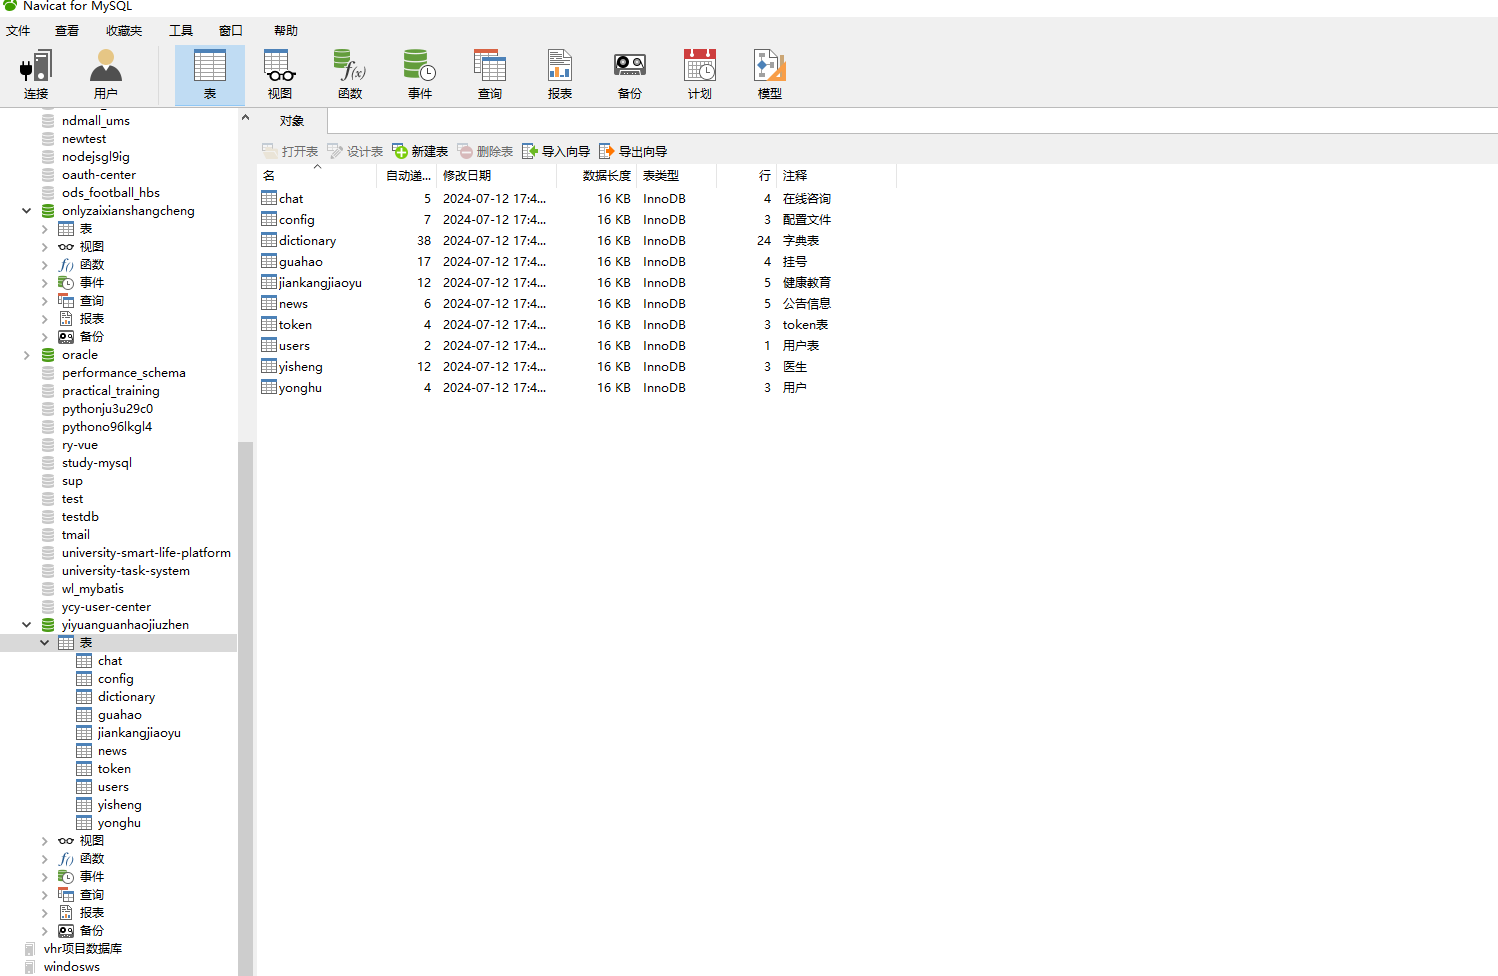 Navicat for MySQL
文件 查看 收藏夹 工具 窗口 帮助
连接 用户 表 视图 函数 事件 查询 报表 备份 计划 模型
ndmall_ums
newtest
nodejsgl9ig
oauth-center
ods_football_hbs
onlyzaixianshangcheng
表
视图
函数
事件
查询
报表
备份
oracle
performance_schema
practical_training
pythonju3u29c0
pythono96lkgl4
ry-vue
study-mysql
sup
test
testdb
tmail
university-smart-life-platform
university-task-system
wl_mybatis
ycy-user-center
yiyuanguanhaojiuzhen
表
chat
config
dictionary
guahao
jiankangjiaoyu
news
token
users
yisheng
yonghu
视图
函数
事件
查询
报表
备份
vhr项目数据库
windosws
对象
打开表 设计表 新建表 删除表 导入向导 导出向导
名 自动递... 修改日期 数据长度 表类型 行 注释
chat 5 2024-07-12 17:4... 16 KB InnoDB 4 在线咨询
config 7 2024-07-12 17:4... 16 KB InnoDB 3 配置文件
dictionary 38 2024-07-12 17:4... 16 KB InnoDB 24 字典表
guahao 17 2024-07-12 17:4... 16 KB InnoDB 4 挂号
jiankangjiaoyu 12 2024-07-12 17:4... 16 KB InnoDB 5 健康教育
news 6 2024-07-12 17:4... 16 KB InnoDB 5 公告信息
token 4 2024-07-12 17:4... 16 KB InnoDB 3 token表
users 2 2024-07-12 17:4... 16 KB InnoDB 1 用户表
yisheng 12 2024-07-12 17:4... 16 KB InnoDB 3 医生
yonghu 4 2024-07-12 17:4... 16 KB InnoDB 3 用户